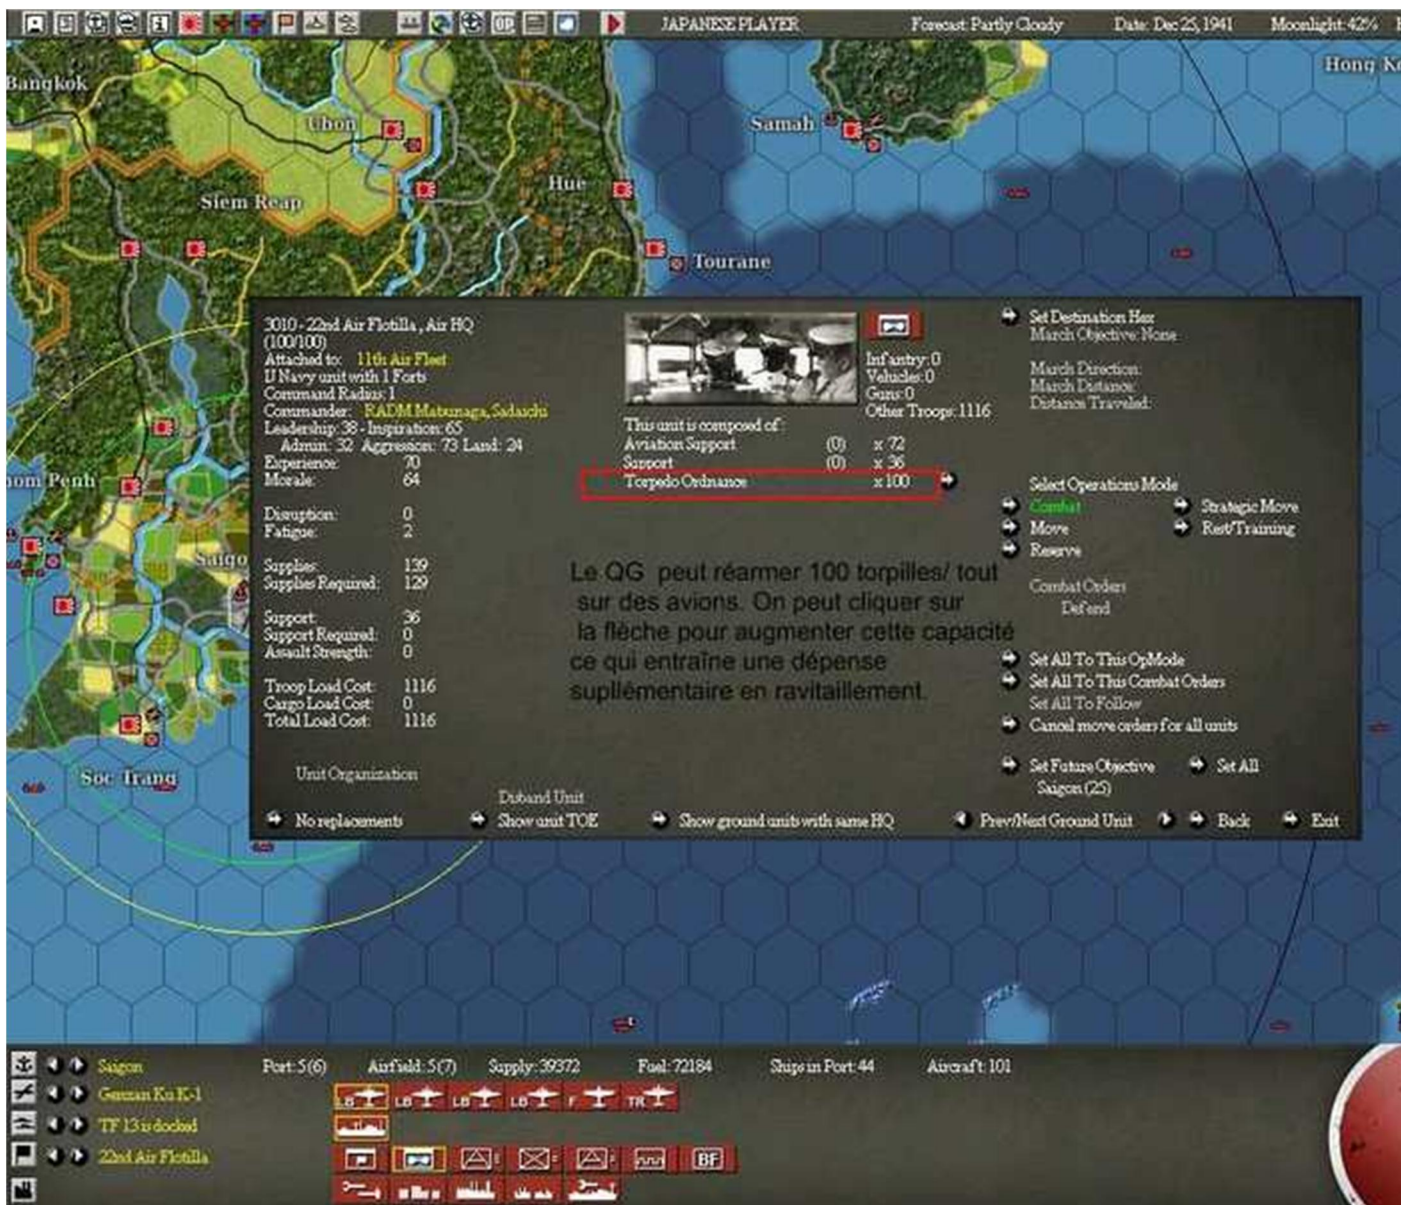 JAPANESE PLAYER Forecast: Partly Cloudy Date: Dec 25, 1941 Moonlight: 42%
Bangkok
Hong
Ubon
Samah
Siem Reap
Hue
Tourane
3010 - 22nd Air Flotilla , Air HQ
(100/100)
Attached to: 11th Air Fleet
IJ Navy unit with 1 Forts
Command Radius: 1
Commander: RADM Matsunaga, Sadaichi
Leadership: 38 - Inspiration: 65
Admin: 32 Aggression: 73 Land: 24
Experience: 70
Morale: 64
Disruption: 0
Fatigue: 2
Supplies: 139
Supplies Required: 129
Support: 36
Support Required: 0
Assault Strength: 0
Troop Load Cost: 1116
Cargo Load Cost: 0
Total Load Cost: 1116
Unit Organization
Infantry: 0
Vehicles: 0
Guns: 0
Other Troops: 1116
This unit is composed of :
Aviation Support (0) x 72
Support (0) x 36
Torpedo Ordnance x 100
Le QG peut réarmer 100 torpilles/ tout
sur des avions. On peut cliquer sur
la flèche pour augmenter cette capacité
ce qui entraîne une dépense
supllémentaire en ravitaillement.
Set Destination Hex
March Objective: None
March Direction:
March Distance:
Distance Traveled:
Select Operations Mode
Combat Strategic Move
Move Rest/Training
Reserve
Combat Orders
Defend
Set All To This OpMode
Set All To This Combat Orders
Set All To Follow
Cancel move orders for all units
Set Future Objective Set All
Saigon (25)
Disband Unit
No replacements Show unit TOE Show ground units with same HQ Prev/Next Ground Unit Back Exit
nom Penh
Saigo
Soc Trang
Saigon Port: 5(6) Airfield: 5(7) Supply: 39372 Fuel: 72184 Ships in Port: 44 Aircraft: 101
Genzan Ku K-1 LB LB LB LB F TR
TF 13 is docked
22nd Air Flotilla BF